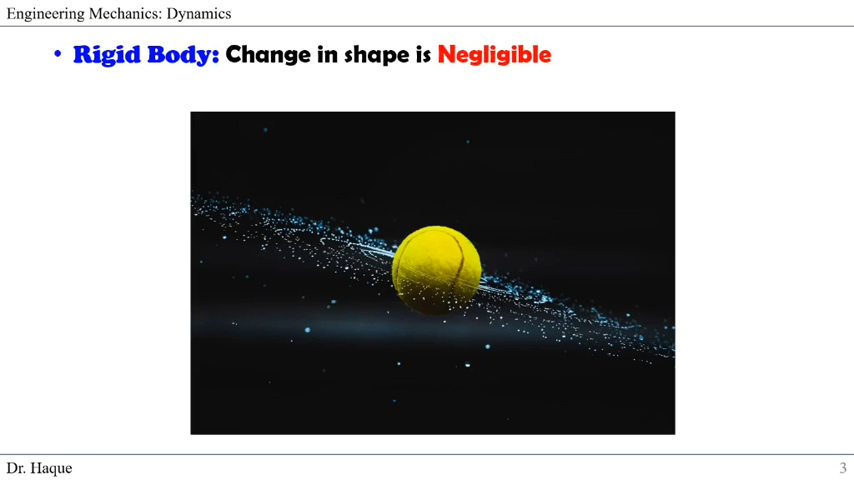 Engineering Mechanics: Dynamics
• Rigid Body: Change in shape is Negligible
Dr. Haque
3